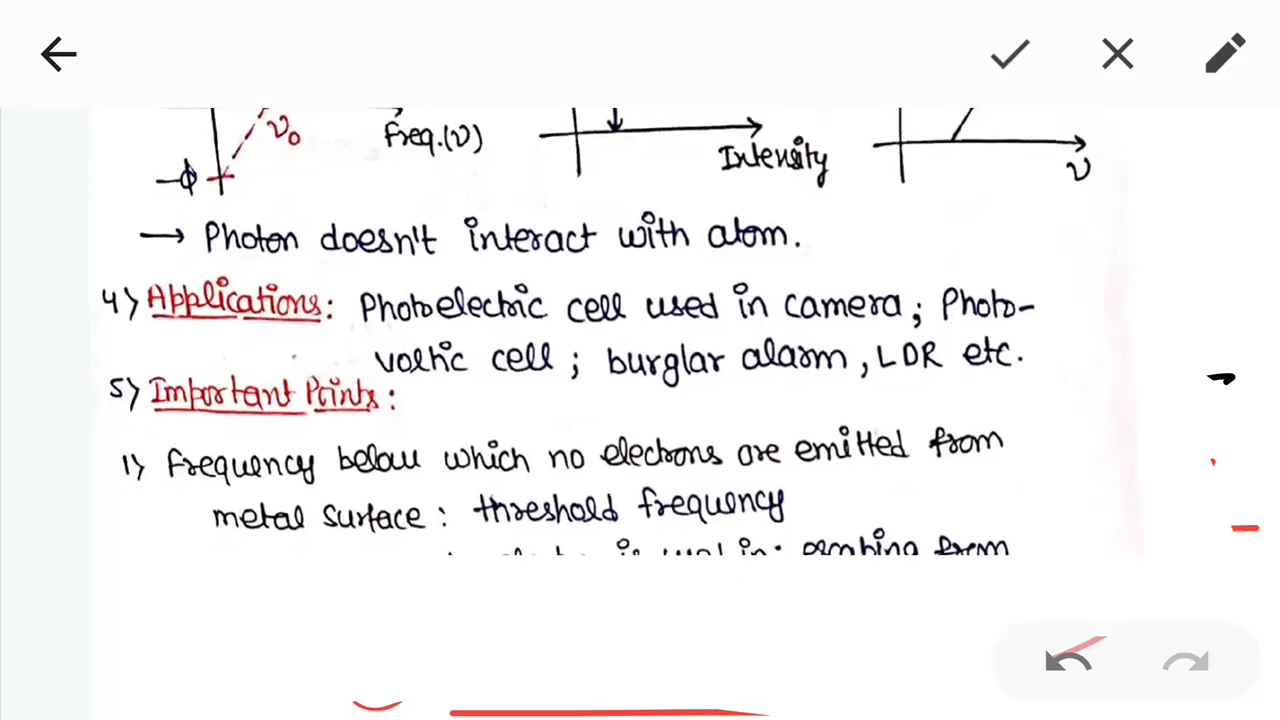 ν₀
Freq.(ν)
Intensity
ν
-ϕ
→ Photon doesn't interact with atom.
4) Applications: Photoelectric cell used in camera; Photo-
voltic cell; burglar alarm, LDR etc.
5) Important Points:
1) Frequency below which no electrons are emitted from
metal surface: threshold frequency
from